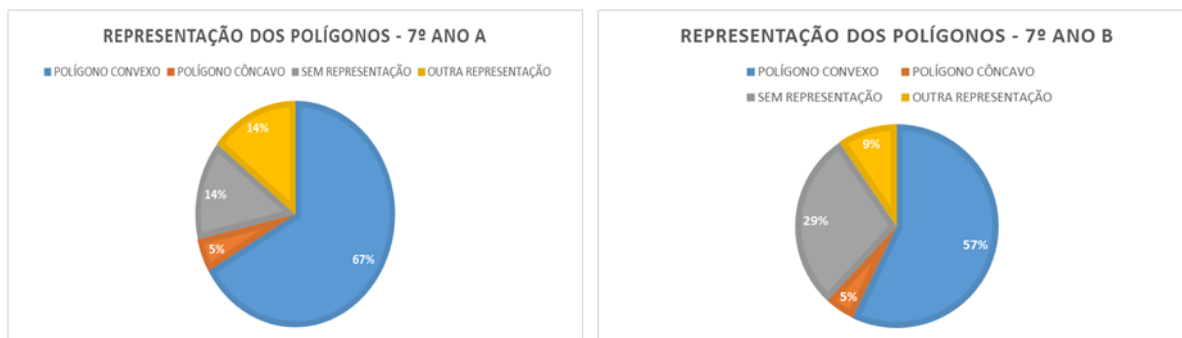 REPRESENTAÇÃO DOS POLÍGONOS - 7º ANO A
POLÍGONO CONVEXO POLÍGONO CÔNCAVO SEM REPRESENTAÇÃO OUTRA REPRESENTAÇÃO
14%
14%
5%
67%
REPRESENTAÇÃO DOS POLÍGONOS - 7º ANO B
POLÍGONO CONVEXO POLÍGONO CÔNCAVO
SEM REPRESENTAÇÃO OUTRA REPRESENTAÇÃO
9%
29%
57%
5%